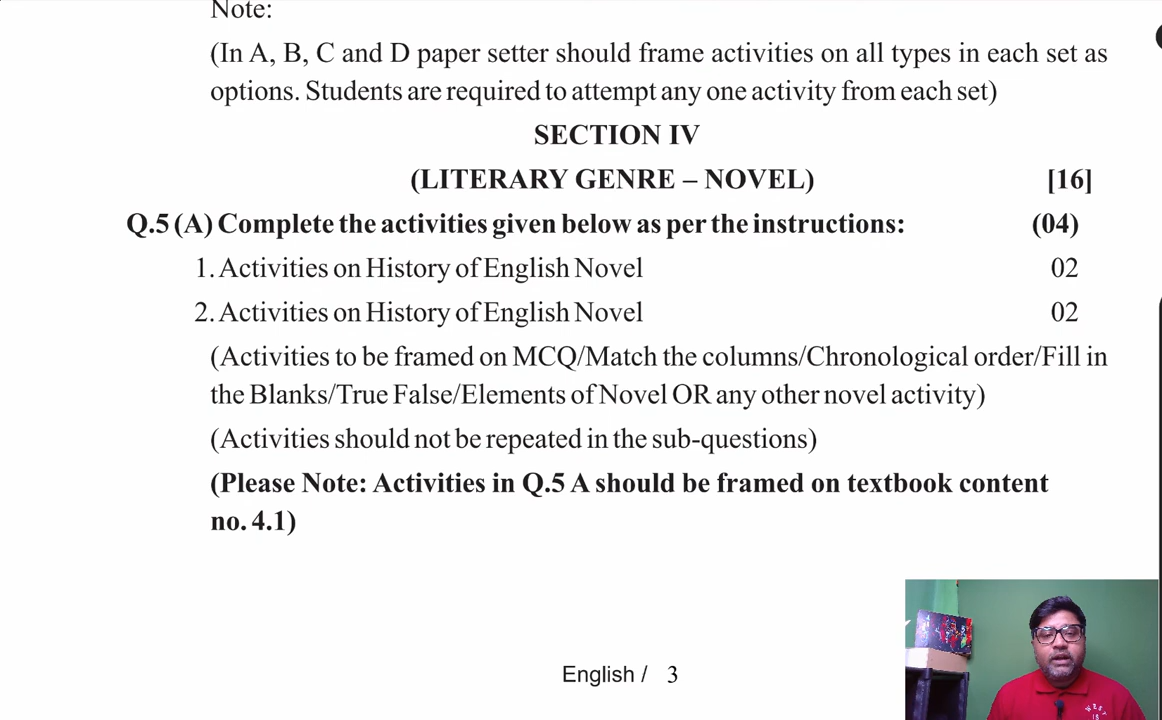 Note:
(In A, B, C and D paper setter should frame activities on all types in each set as
options. Students are required to attempt any one activity from each set)
SECTION IV
(LITERARY GENRE – NOVEL) [16]
Q.5 (A) Complete the activities given below as per the instructions: (04)
1. Activities on History of English Novel 02
2. Activities on History of English Novel 02
(Activities to be framed on MCQ/Match the columns/Chronological order/Fill in
the Blanks/True False/Elements of Novel OR any other novel activity)
(Activities should not be repeated in the sub-questions)
(Please Note: Activities in Q.5 A should be framed on textbook content
no. 4.1)
English / 3